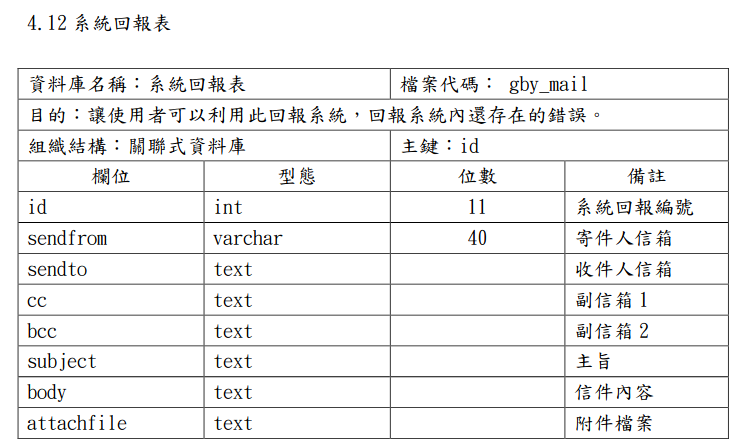 4.12 系統回報表
資料庫名稱：系統回報表 檔案代碼： gby_mail
目的：讓使用者可以利用此回報系統，回報系統內還存在的錯誤。
組織結構：關聯式資料庫 主鍵：id
欄位 型態 位數 備註
id int 11 系統回報編號
sendfrom varchar 40 寄件人信箱
sendto text 收件人信箱
cc text 副信箱 1
bcc text 副信箱 2
subject text 主旨
body text 信件內容
attachfile text 附件檔案